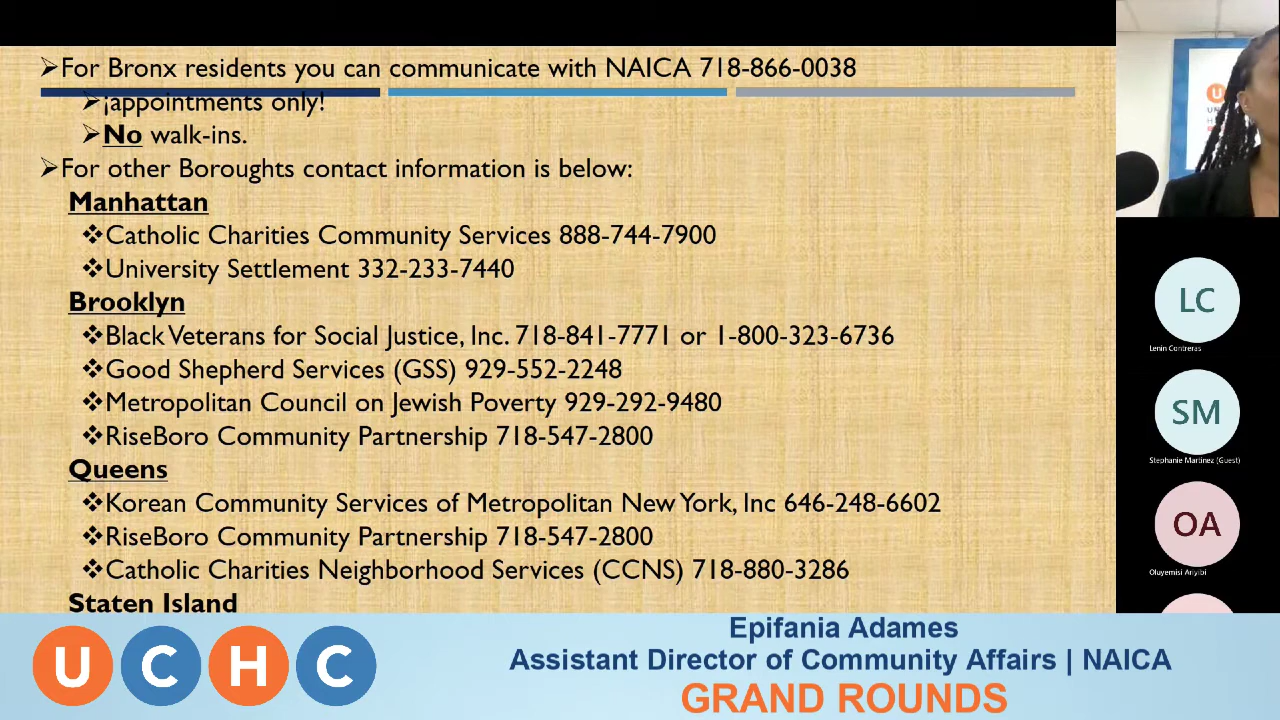 ➢For Bronx residents you can communicate with NAICA 718-866-0038
➢¡appointments only!
➢No walk-ins.
➢For other Boroughts contact information is below:
Manhattan
❖Catholic Charities Community Services 888-744-7900
❖University Settlement 332-233-7440
Brooklyn
❖Black Veterans for Social Justice, Inc. 718-841-7771 or 1-800-323-6736
❖Good Shepherd Services (GSS) 929-552-2248
❖Metropolitan Council on Jewish Poverty 929-292-9480
❖RiseBoro Community Partnership 718-547-2800
Queens
❖Korean Community Services of Metropolitan New York, Inc 646-248-6602
❖RiseBoro Community Partnership 718-547-2800
❖Catholic Charities Neighborhood Services (CCNS) 718-880-3286
Staten Island
LC
Lenin Contreras
SM
Stephanie Martinez (Guest)
OA
Oluyemisi Anyibi
UCHC
Epifania Adames
Assistant Director of Community Affairs | NAICA
GRAND ROUNDS